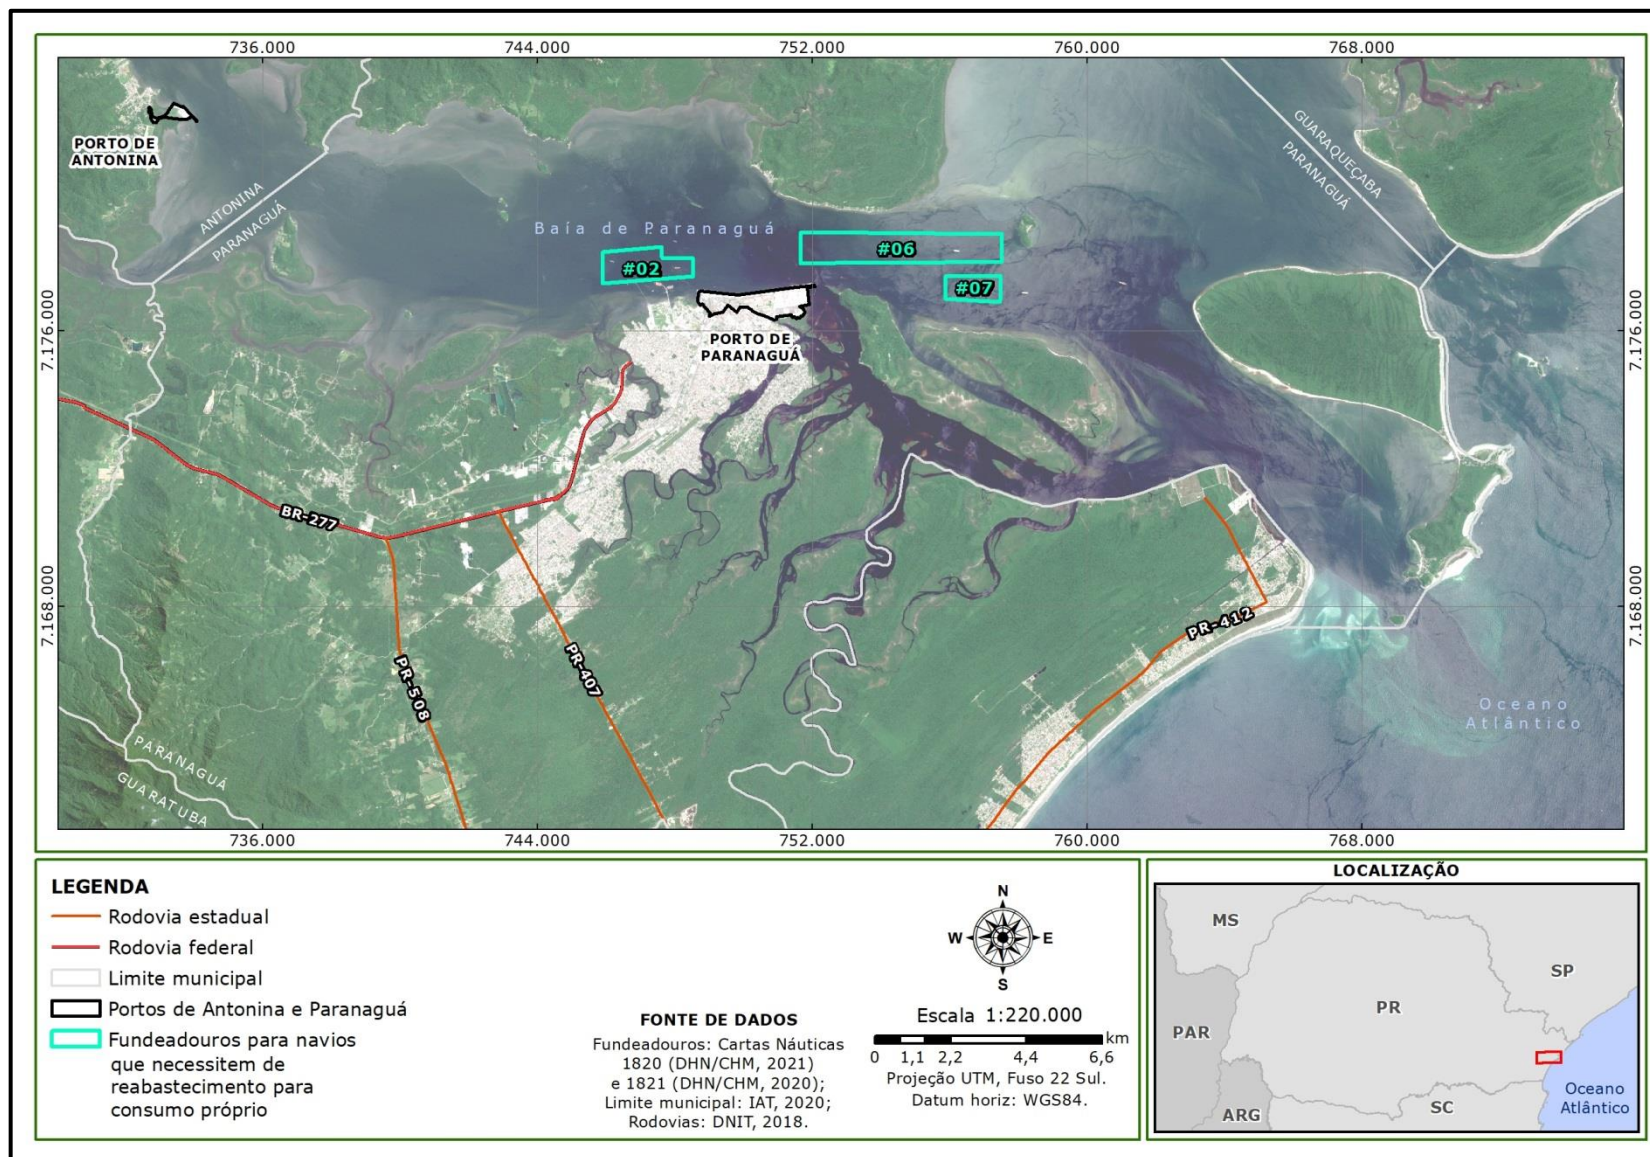 736.000
744.000
752.000
760.000
768.000
PORTO DE
ANTONINA
ANTONINA
PARANAGUÁ
GUARAQUEÇABA
PARANAGUÁ
Baía de Paranaguá
#02
#06
#07
7.176.000
7.176.000
PORTO DE
PARANAGUÁ
BR-277
7.168.000
7.168.000
PR-508
PR-407
PR-412
Oceano
Atlântico
PARANAGUÁ
GUARATUBA
736.000
744.000
752.000
760.000
768.000
LEGENDA
Rodovia estadual
Rodovia federal
Limite municipal
Portos de Antonina e Paranaguá
Fundeadouros para navios
que necessitem de
reabastecimento para
consumo próprio
FONTE DE DADOS
Fundeadouros: Cartas Náuticas
1820 (DHN/CHM, 2021)
e 1821 (DHN/CHM, 2020);
Limite municipal: IAT, 2020;
Rodovias: DNIT, 2018.
N
W
E
S
Escala 1:220.000
km
0 1,1 2,2 4,4 6,6
Projeção UTM, Fuso 22 Sul.
Datum horiz: WGS84.
LOCALIZAÇÃO
MS
SP
PR
PAR
ARG
SC
Oceano
Atlântico